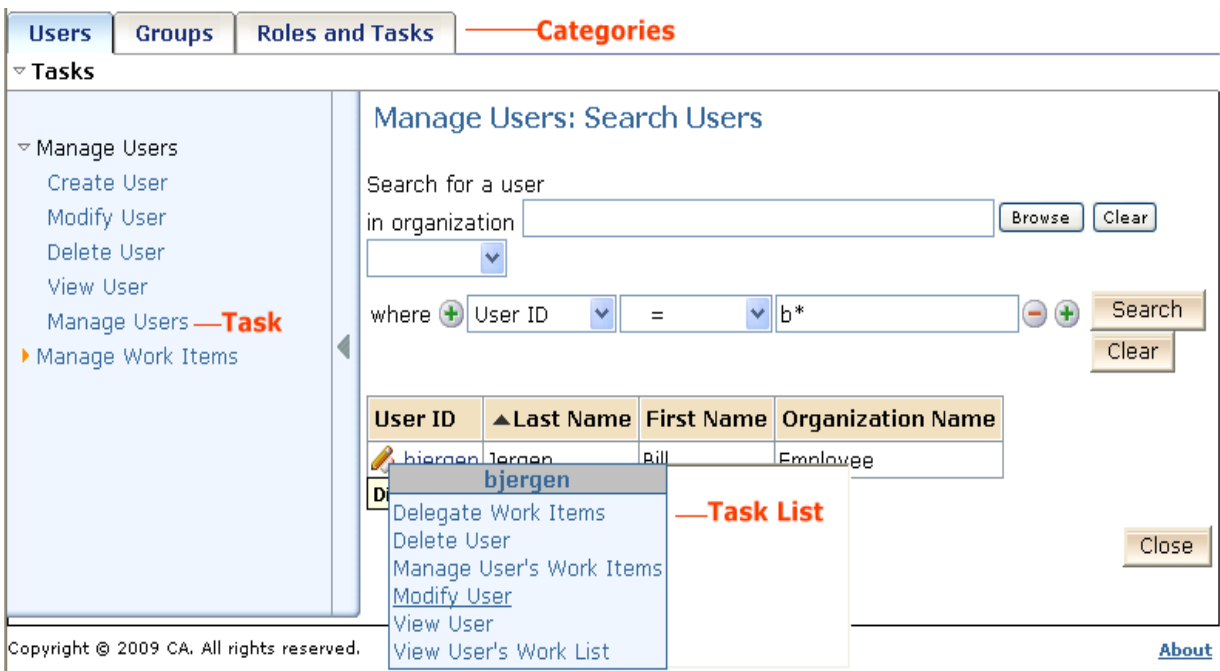 Users Groups Roles and Tasks Categories
Tasks
Manage Users
Create User
Modify User
Delete User
View User
Manage Users Task
Manage Work Items
Manage Users: Search Users
Search for a user
in organization Browse Clear
where User ID = b* Search
Clear
User ID Last Name First Name Organization Name
bjergen Jergen Bill Employee
Di
bjergen
Delegate Work Items
Delete User
Manage User's Work Items
Modify User
View User
View User's Work List
Task List
Close
Copyright © 2009 CA. All rights reserved.
About